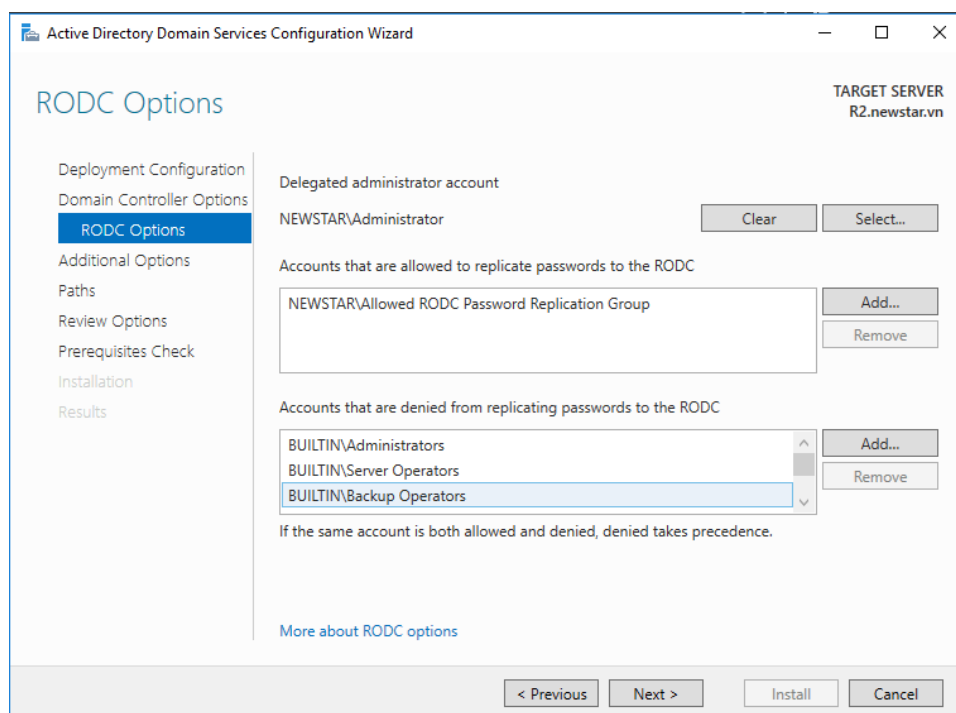 Active Directory Domain Services Configuration Wizard
RODC Options
TARGET SERVER
R2.newstar.vn
Deployment Configuration
Domain Controller Options
RODC Options
Additional Options
Paths
Review Options
Prerequisites Check
Installation
Results
Delegated administrator account
NEWSTAR\Administrator
Clear
Select...
Accounts that are allowed to replicate passwords to the RODC
NEWSTAR\Allowed RODC Password Replication Group
Add...
Remove
Accounts that are denied from replicating passwords to the RODC
BUILTIN\Administrators
BUILTIN\Server Operators
BUILTIN\Backup Operators
Add...
Remove
If the same account is both allowed and denied, denied takes precedence.
More about RODC options
< Previous
Next >
Install
Cancel